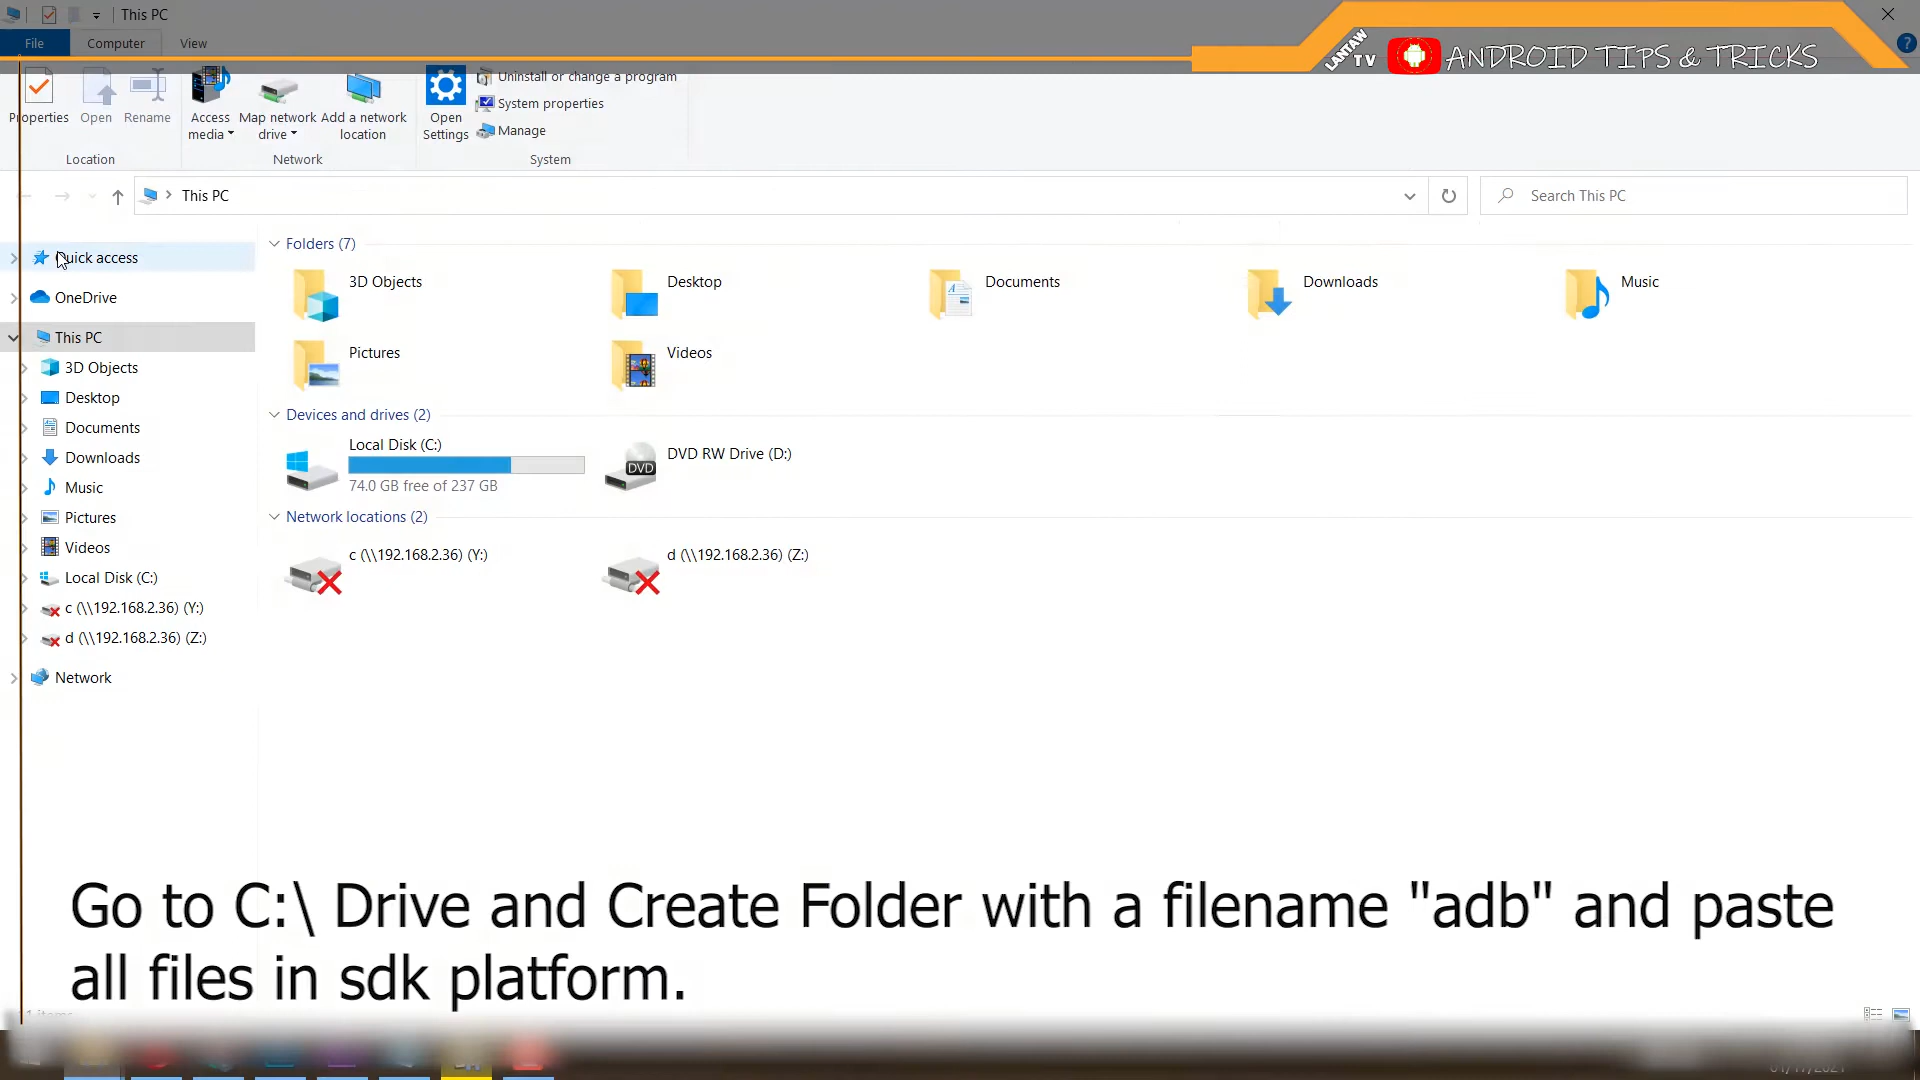 This PC
File
Computer
View
LANTAW TV
ANDROID TIPS & TRICKS
Properties
Open
Rename
Access media
Map network drive
Add a network location
Open Settings
Uninstall or change a program
System properties
Manage
Location
Network
System
This PC
Search This PC
Quick access
OneDrive
This PC
3D Objects
Desktop
Documents
Downloads
Music
Pictures
Videos
Local Disk (C:)
c (\\192.168.2.36) (Y:)
d (\\192.168.2.36) (Z:)
Network
Folders (7)
3D Objects
Desktop
Documents
Downloads
Music
Pictures
Videos
Devices and drives (2)
Local Disk (C:)
74.0 GB free of 237 GB
DVD
DVD RW Drive (D:)
Network locations (2)
c (\\192.168.2.36) (Y:)
d (\\192.168.2.36) (Z:)
Go to C:\ Drive and Create Folder with a filename "adb" and paste
all files in sdk platform.